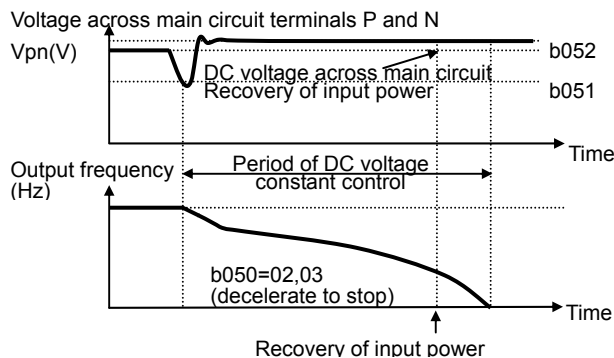 Voltage across main circuit terminals P and N
Vpn(V)
b052
DC voltage across main circuit
Recovery of input power
b051
Time
Output frequency
(Hz)
Period of DC voltage
constant control
b050=02,03
(decelerate to stop)
Time
Recovery of input power